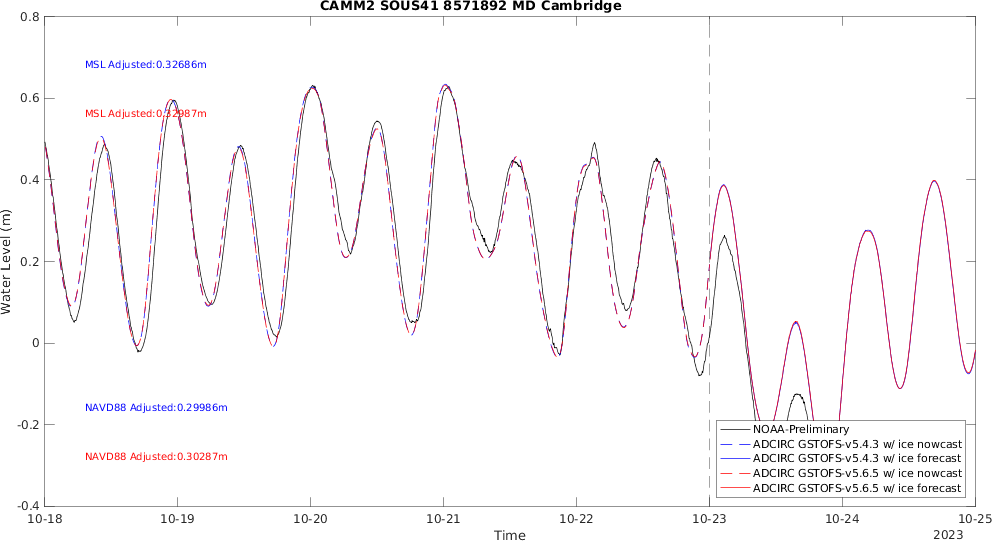 CAMM2 SOUS41 8571892 MD Cambridge
0.8
0.6
0.4
0.2
0
-0.2
-0.4
Water Level (m)
MSL Adjusted:0.32686m
MSL Adjusted:0.32987m
NAVD88 Adjusted:0.29986m
NAVD88 Adjusted:0.30287m
NOAA-Preliminary
ADCIRC GSTOFS-v5.4.3 w/ ice nowcast
ADCIRC GSTOFS-v5.4.3 w/ ice forecast
ADCIRC GSTOFS-v5.6.5 w/ ice nowcast
ADCIRC GSTOFS-v5.6.5 w/ ice forecast
10-18 10-19 10-20 10-21 10-22 10-23 10-24 10-25
Time
2023